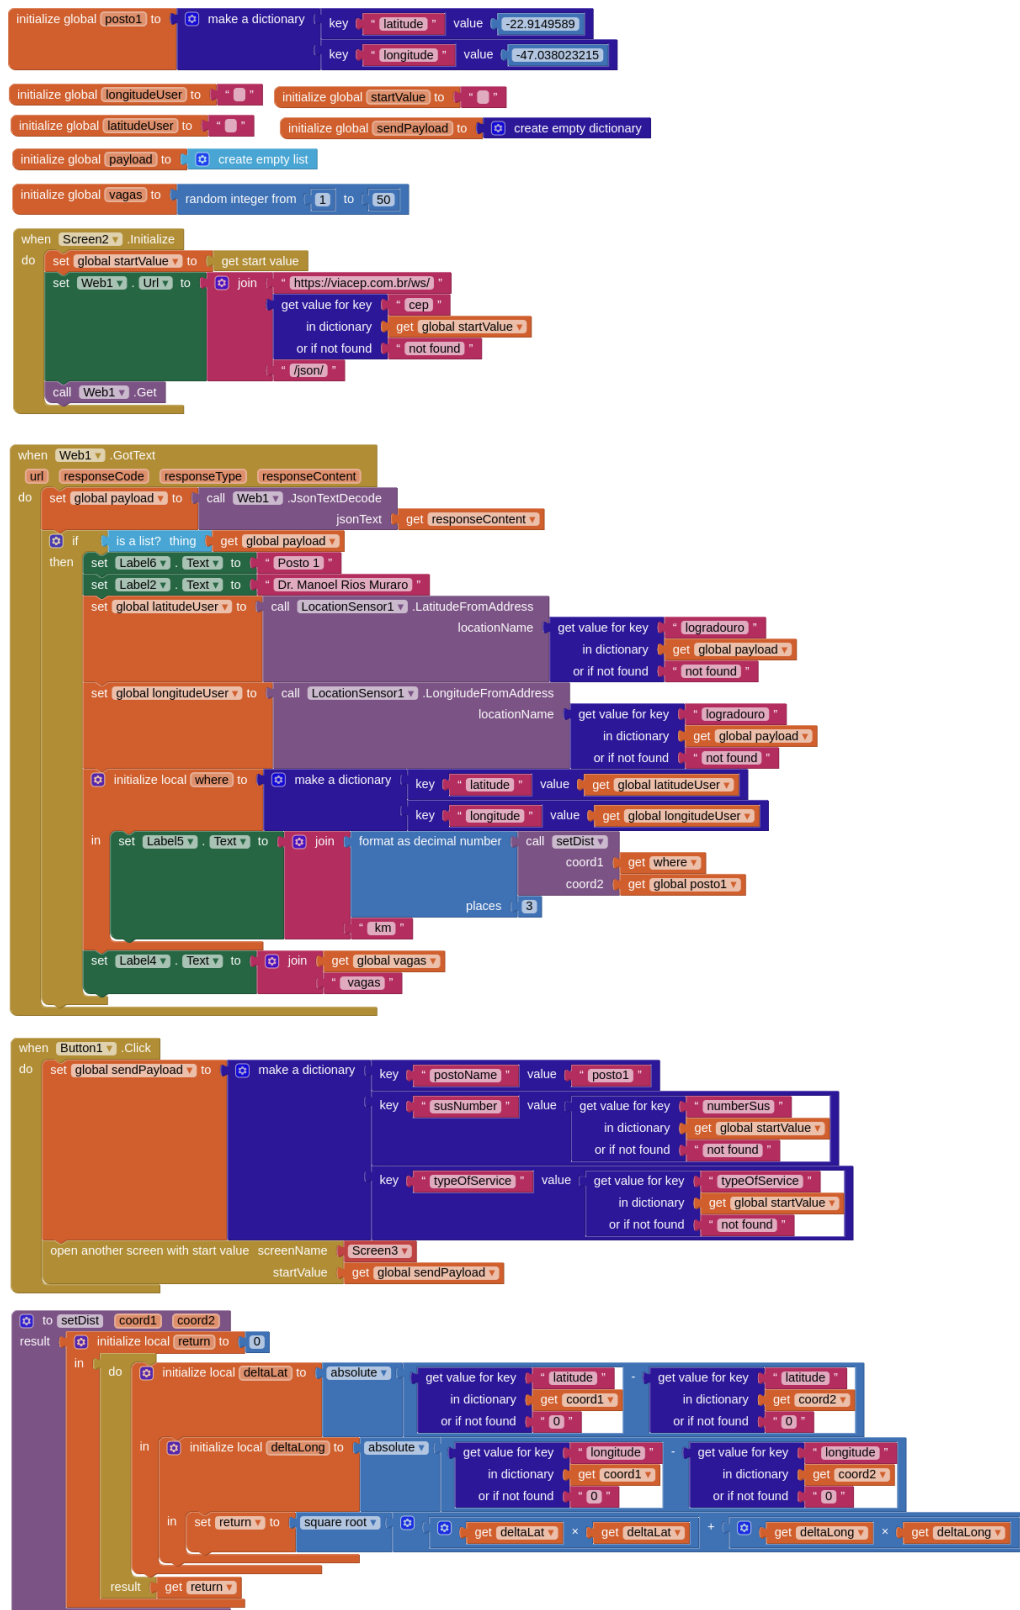 initialize global posto1 to make a dictionary key " latitude " value -22.9149589
key " longitude " value -47.038023215
initialize global longitudeUser to " " initialize global startValue to " "
initialize global latitudeUser to " " initialize global sendPayload to create empty dictionary
initialize global payload to create empty list
initialize global vagas to random integer from 1 to 50
when Screen2 .Initialize
do set global startValue to get start value
set Web1 . Url to join " https://viacep.com.br/ws/ "
get value for key " cep "
in dictionary get global startValue
or if not found " not found "
" /json/ "
call Web1 .Get
when Web1 .GotText
url responseCode responseType responseContent
do set global payload to call Web1 .JsonTextDecode
jsonText get responseContent
if is a list? thing get global payload
then set Label6 . Text to " Posto 1 "
set Label2 . Text to " Dr. Manoel Rios Muraro "
set global latitudeUser to call LocationSensor1 .LatitudeFromAddress
locationName get value for key " logradouro "
in dictionary get global payload
or if not found " not found "
set global longitudeUser to call LocationSensor1 .LongitudeFromAddress
locationName get value for key " logradouro "
in dictionary get global payload
or if not found " not found "
initialize local where to make a dictionary key " latitude " value get global latitudeUser
key " longitude " value get global longitudeUser
in set Label5 . Text to join format as decimal number call setDist
coord1 get where
coord2 get global posto1
places 3
" km "
set Label4 . Text to join get global vagas
" vagas "
when Button1 .Click
do set global sendPayload to make a dictionary key " postoName " value " posto1 "
key " susNumber " value get value for key " numberSus "
in dictionary get global startValue
or if not found " not found "
key " typeOfService " value get value for key " typeOfService "
in dictionary get global startValue
or if not found " not found "
open another screen with start value screenName Screen3
startValue get global sendPayload
to setDist coord1 coord2
result initialize local return to 0
in do initialize local deltaLat to absolute get value for key " latitude " - get value for key " latitude "
in dictionary get coord1 in dictionary get coord2
or if not found " 0 " or if not found " 0 "
in initialize local deltaLong to absolute get value for key " longitude " - get value for key " longitude "
in dictionary get coord1 in dictionary get coord2
or if not found " 0 " or if not found " 0 "
in set return to square root get deltaLat × get deltaLat + get deltaLong × get deltaLong
result get return